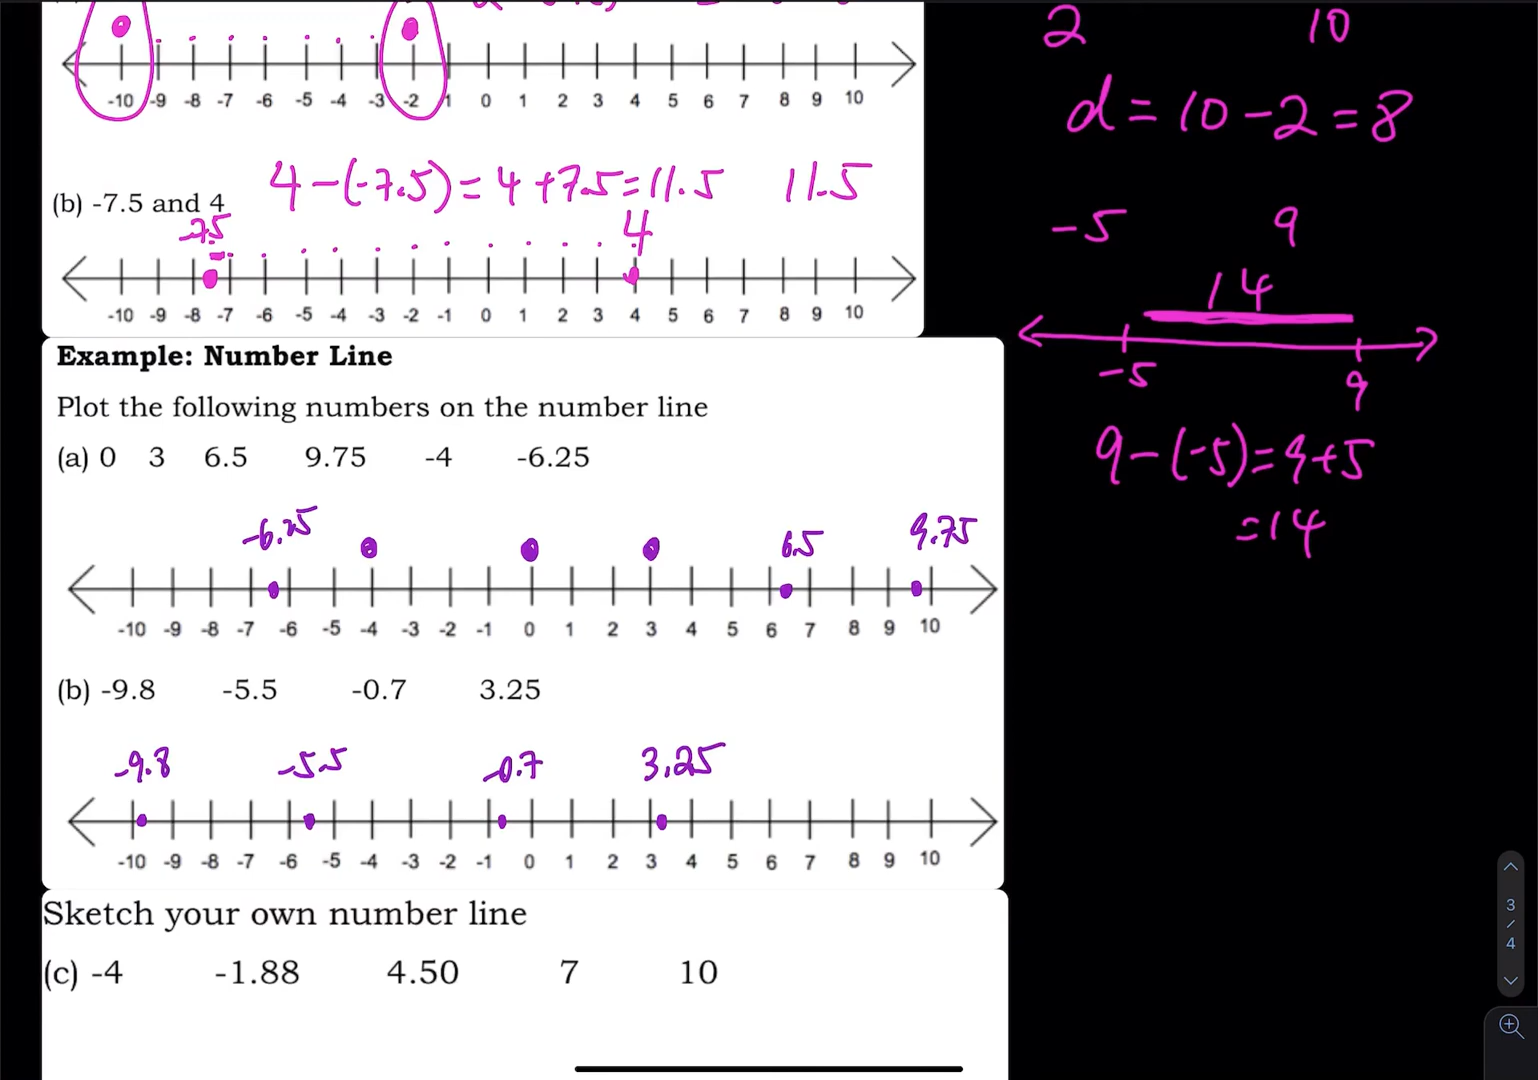 2 10
d = 10 - 2 = 8
-10 -9 -8 -7 -6 -5 -4 -3 -2 1 0 1 2 3 4 5 6 7 8 9 10
4 - (-7.5) = 4 + 7.5 = 11.5 11.5
(b) -7.5 and 4
-7.5 4
-10 -9 -8 -7 -6 -5 -4 -3 -2 -1 0 1 2 3 4 5 6 7 8 9 10
-5 9
14
-5 9
9 - (-5) = 9 + 5
= 14
Example: Number Line
Plot the following numbers on the number line
(a) 0 3 6.5 9.75 -4 -6.25
-6.25 6.5 9.75
-10 -9 -8 -7 -6 -5 -4 -3 -2 -1 0 1 2 3 4 5 6 7 8 9 10
(b) -9.8 -5.5 -0.7 3.25
-9.8 -5.5 -0.7 3.25
-10 -9 -8 -7 -6 -5 -4 -3 -2 -1 0 1 2 3 4 5 6 7 8 9 10
Sketch your own number line
(c) -4 -1.88 4.50 7 10
3
/
4